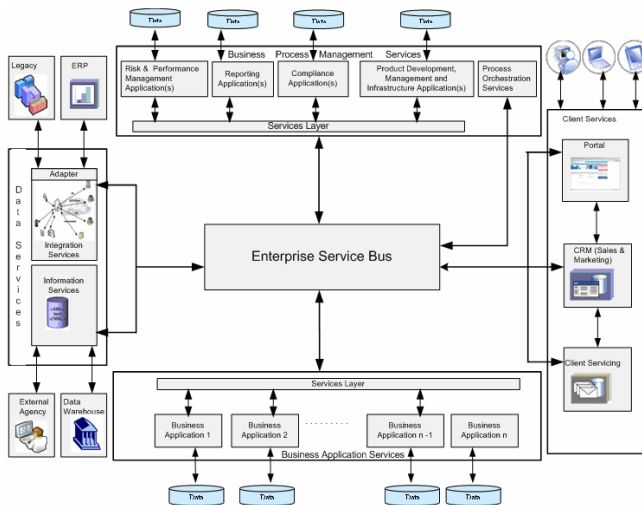 Data
Data
Data
Data
Business Process Management Services
Risk & Performance
Management
Application(s)
Reporting
Application(s)
Compliance
Application(s)
Product Development,
Management and
Infrastructure Application(s)
Process
Orchestration
Services
Services Layer
Legacy
ERP
Data Services
Adapter
Integration
Services
Information
Services
External
Agency
Data
Warehouse
Enterprise Service Bus
Client Services
Portal
CRM (Sales &
Marketing)
Client Servicing
Services Layer
Business
Application 1
Business
Application 2
. . . . . . . . .
Business
Application n -1
Business
Application n
Business Application Services
Data
Data
Data
Data